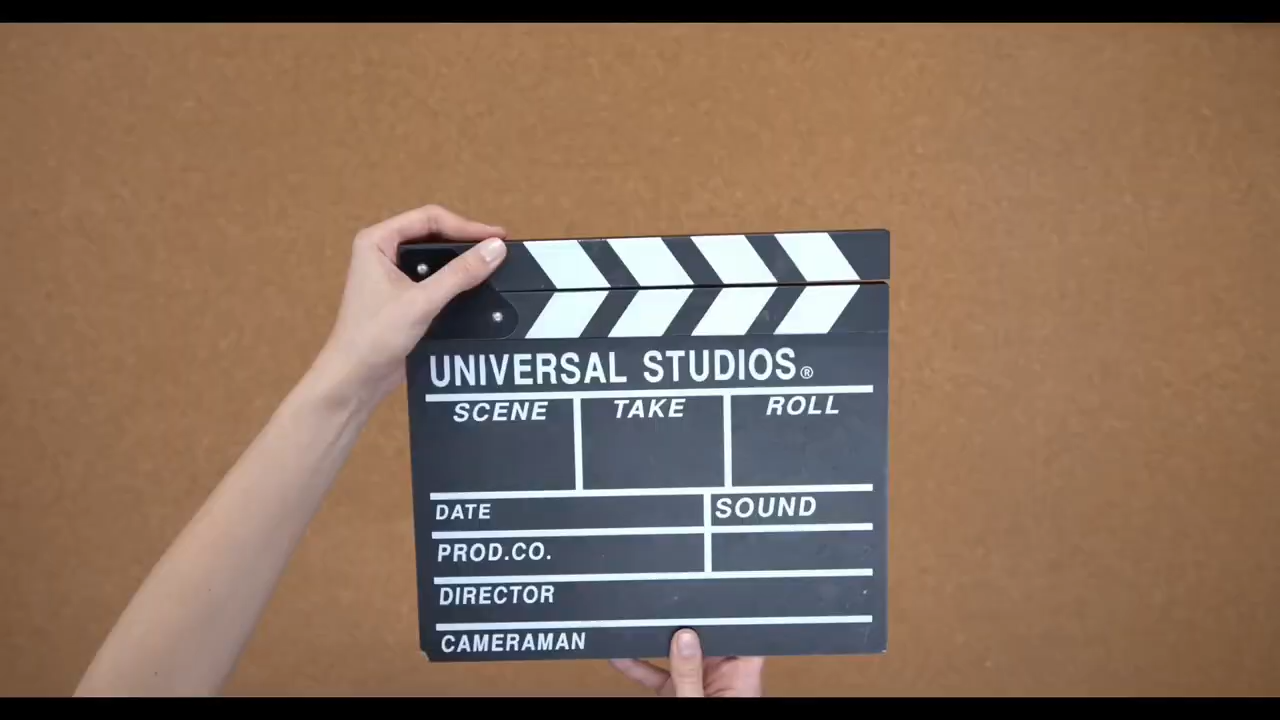 UNIVERSAL STUDIOS®
SCENE TAKE ROLL
DATE SOUND
PROD.CO.
DIRECTOR
CAMERAMAN